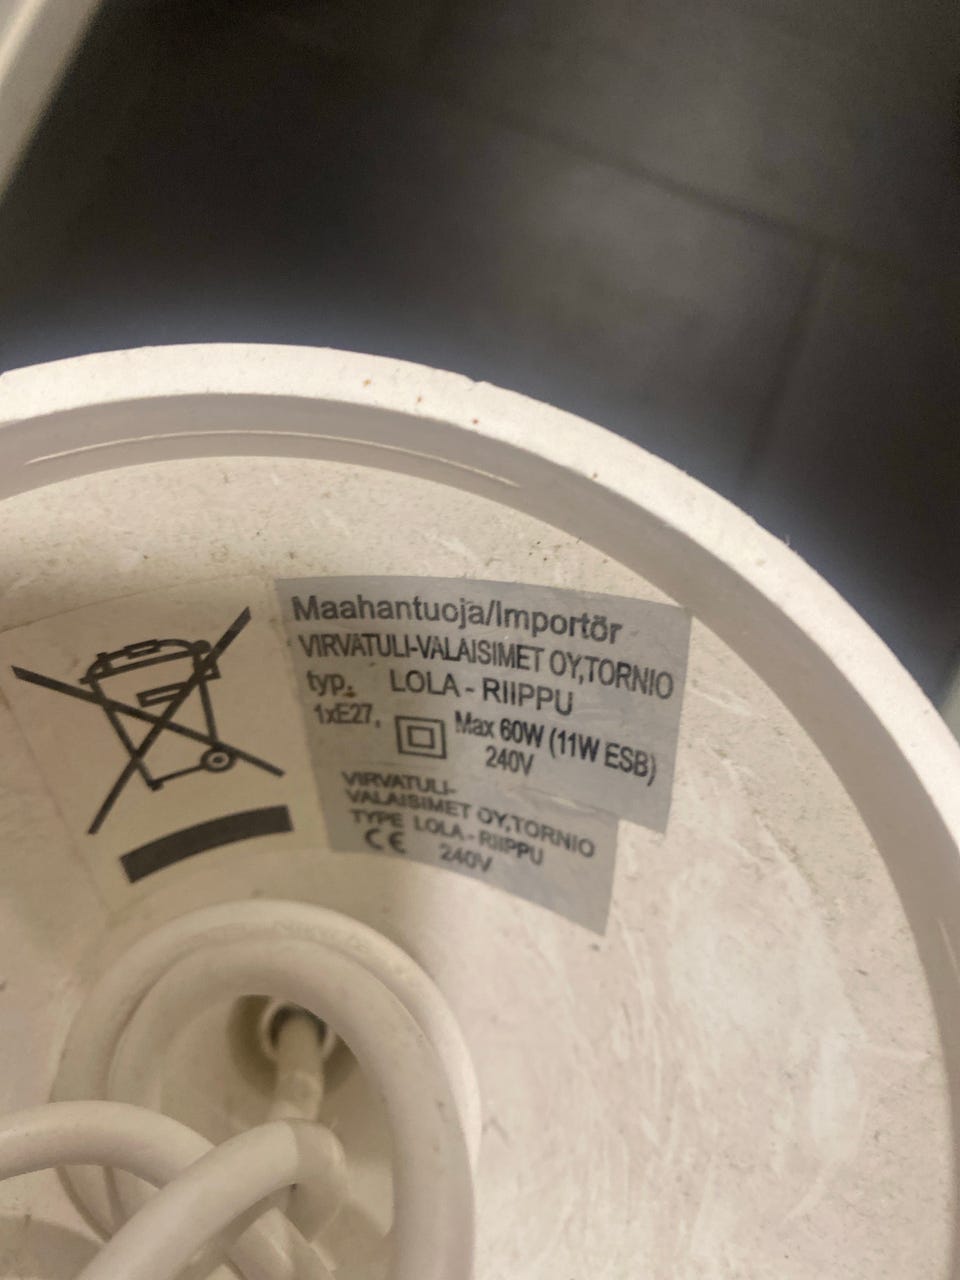 Maahantuoja/Importör
VIRVATULI-VALAISIMET OY,TORNIO
typ. LOLA - RIIPPU
1xE27, Max 60W (11W ESB)
240V
VIRVATULI-
VALAISIMET OY,TORNIO
TYPE LOLA - RIIPPU
CE 240V